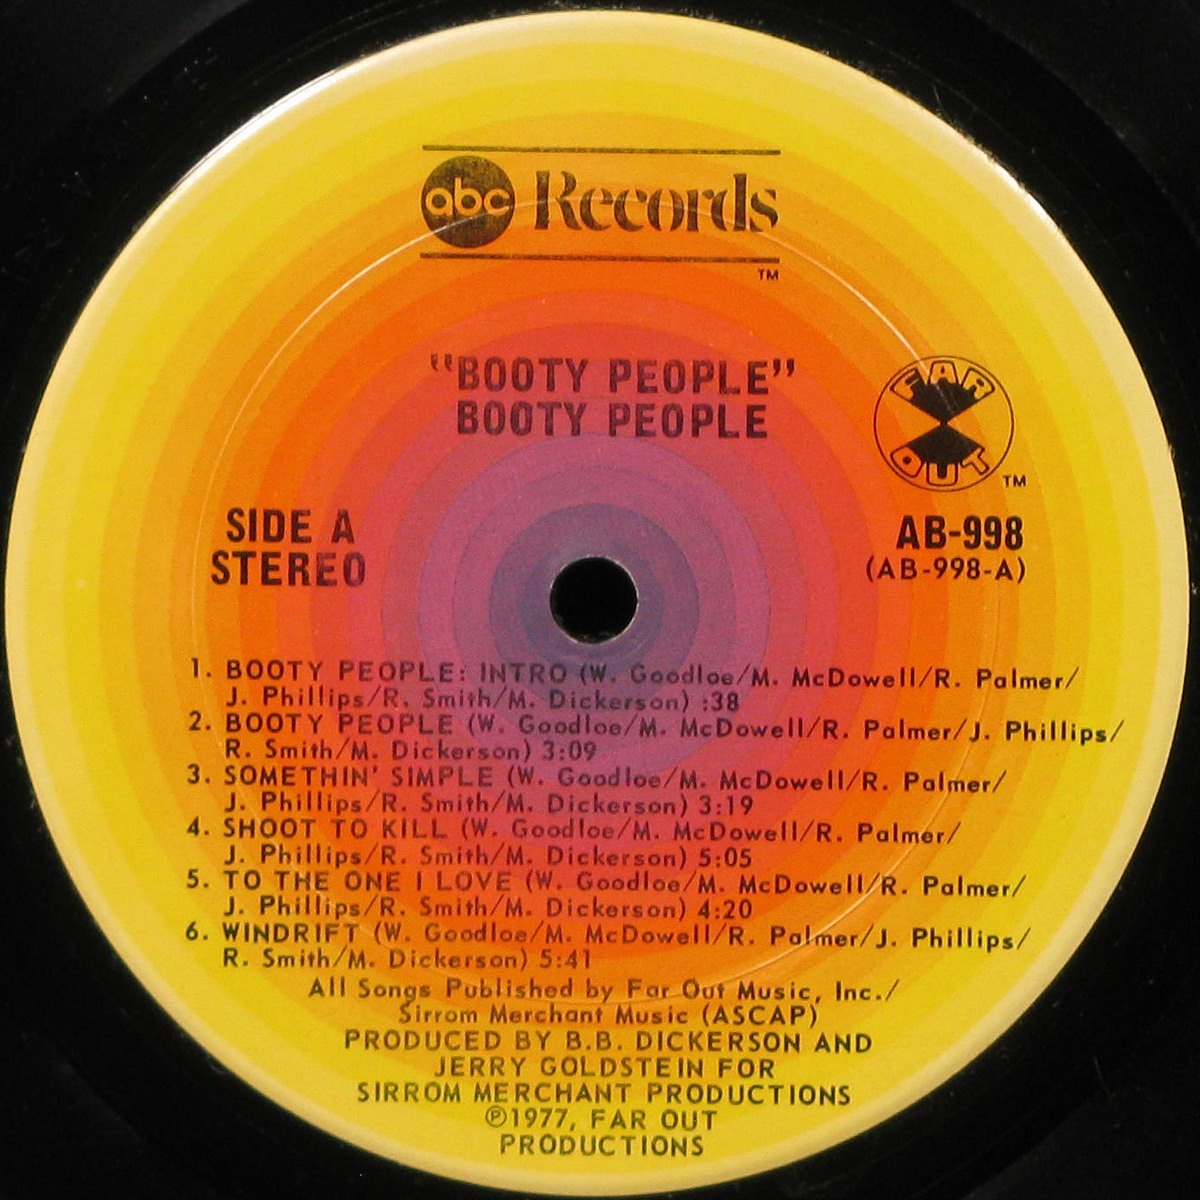 abc Records
TM
"BOOTY PEOPLE"
BOOTY PEOPLE
FAR OUT
TM
SIDE A
STEREO
AB-998
(AB-998-A)
1. BOOTY PEOPLE: INTRO (W. Goodloe/M. McDowell/R. Palmer/
J. Phillips/R. Smith/M. Dickerson) :38
2. BOOTY PEOPLE (W. Goodloe/M. McDowell/R. Palmer/J. Phillips/
R. Smith/M. Dickerson) 3:09
3. SOMETHIN' SIMPLE (W. Goodloe/M. McDowell/R. Palmer/
J. Phillips/R. Smith/M. Dickerson) 3:19
4. SHOOT TO KILL (W. Goodloe/M. McDowell/R. Palmer/
J. Phillips/R. Smith/M. Dickerson) 5:05
5. TO THE ONE I LOVE (W. Goodloe/M. McDowell/R. Palmer/
J. Phillips/R. Smith/M. Dickerson) 4:20
6. WINDRIFT (W. Goodloe/M. McDowell/R. Palmer/J. Phillips/
R. Smith/M. Dickerson) 5:41
All Songs Published by Far Out Music, Inc./
Sirrom Merchant Music (ASCAP)
PRODUCED BY B.B. DICKERSON AND
JERRY GOLDSTEIN FOR
SIRROM MERCHANT PRODUCTIONS
℗1977, FAR OUT
PRODUCTIONS